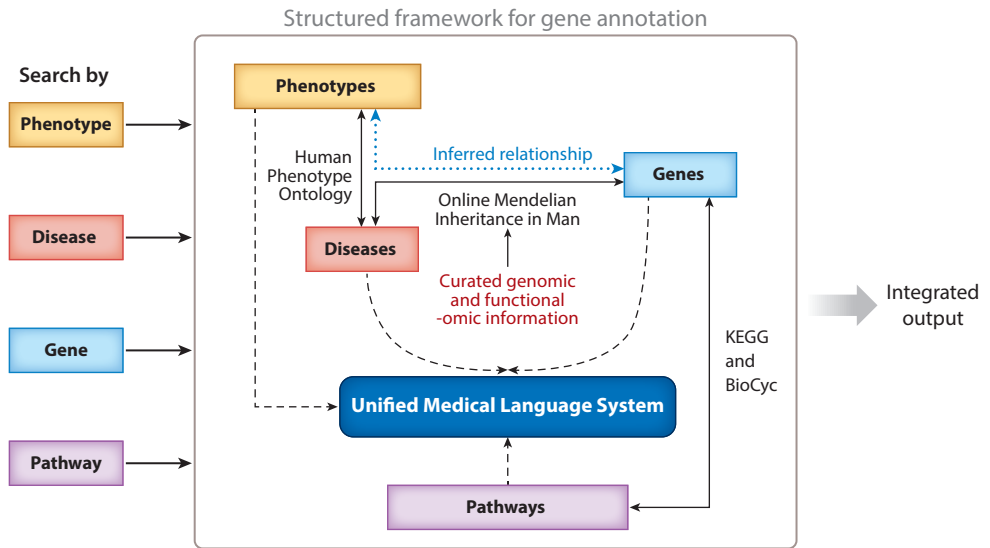 Structured framework for gene annotation
Search by
Phenotype
Disease
Gene
Pathway
Phenotypes
Human
Phenotype
Ontology
Inferred relationship
Genes
Online Mendelian
Inheritance in Man
Diseases
Curated genomic
and functional
-omic information
KEGG
and
BioCyc
Unified Medical Language System
Pathways
Integrated
output